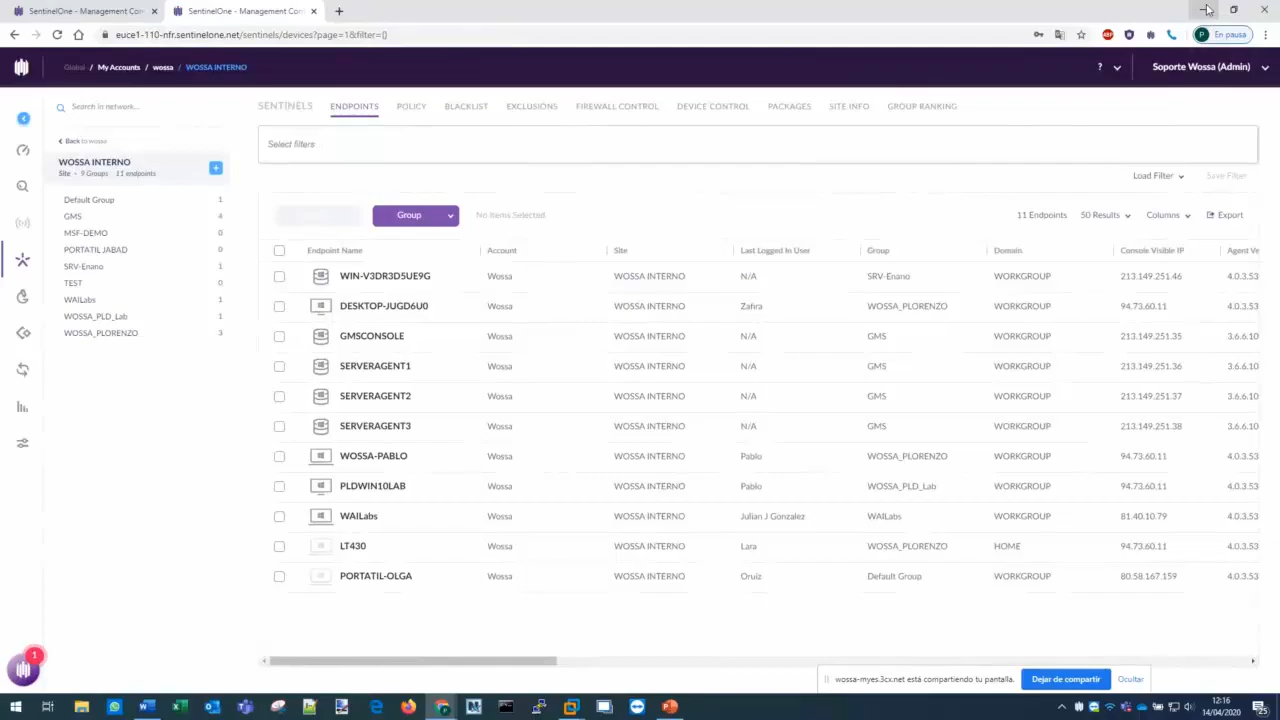 SentinelOne - Management Con
SentinelOne - Management Con
euce1-110-nfr.sentinelone.net/sentinels/devices?page=1&filter={}
ABP
P En pausa
Global / My Accounts / wossa / WOSSA INTERNO
? Soporte Wossa (Admin)
Search in network...
SENTINELS ENDPOINTS POLICY BLACKLIST EXCLUSIONS FIREWALL CONTROL DEVICE CONTROL PACKAGES SITE INFO GROUP RANKING
Back to wossa
Select filters
WOSSA INTERNO
Site - 9 Groups 11 endpoints
Load Filter Save Filter
Default Group 1
GMS 4
MSF-DEMO 0
PORTATIL JABAD 0
SRV-Enano 1
TEST 0
WAILabs 1
WOSSA_PLD_Lab 1
WOSSA_PLORENZO 3
Group No Items Selected 11 Endpoints 50 Results Columns Export
Endpoint Name Account Site Last Logged In User Group Domain Console Visible IP Agent Ve
WIN-V3DR3D5UE9G Wossa WOSSA INTERNO N/A SRV-Enano WORKGROUP 213.149.251.46 4.0.3.53
DESKTOP-JUGD6U0 Wossa WOSSA INTERNO Zafira WOSSA_PLORENZO WORKGROUP 94.73.60.11 4.0.3.53
GMSCONSOLE Wossa WOSSA INTERNO N/A GMS WORKGROUP 213.149.251.35 3.6.6.10
SERVERAGENT1 Wossa WOSSA INTERNO N/A GMS WORKGROUP 213.149.251.36 3.6.6.10
SERVERAGENT2 Wossa WOSSA INTERNO N/A GMS WORKGROUP 213.149.251.37 3.6.6.10
SERVERAGENT3 Wossa WOSSA INTERNO N/A GMS WORKGROUP 213.149.251.38 3.6.6.10
WOSSA-PABLO Wossa WOSSA INTERNO Pablo WOSSA_PLORENZO WORKGROUP 94.73.60.11 4.0.3.53
PLDWIN10LAB Wossa WOSSA INTERNO Pablo WOSSA_PLD_Lab WORKGROUP 94.73.60.11 4.0.3.53
WAILabs Wossa WOSSA INTERNO Julian J Gonzalez WAILabs WORKGROUP 81.40.10.79 4.0.3.53
LT430 Wossa WOSSA INTERNO Lara WOSSA_PLORENZO HOME 94.73.60.11 4.0.3.53
PORTATIL-OLGA Wossa WOSSA INTERNO Oruiz Default Group WORKGROUP 80.58.167.159 4.0.3.53
1
wossa-myes.3cx.net está compartiendo tu pantalla. Dejar de compartir Ocultar
12:16
14/04/2020
25